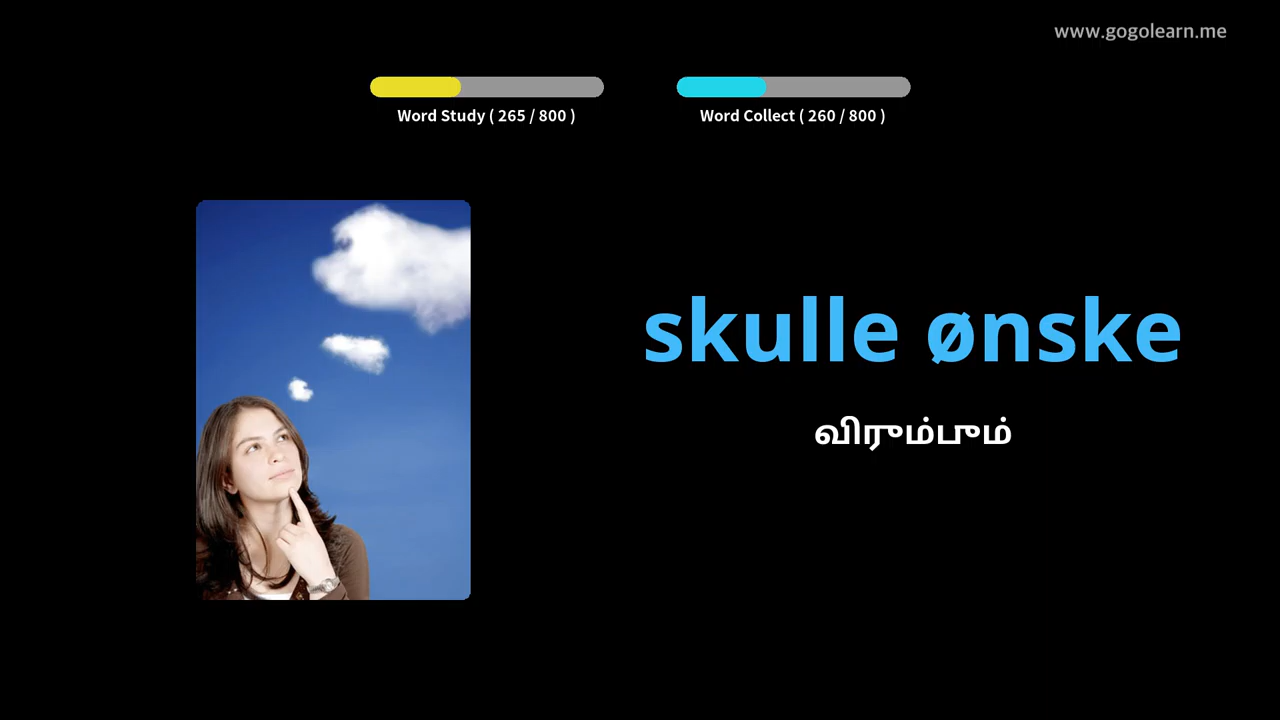 www.gogolearn.me
Word Study ( 265 / 800 )
Word Collect ( 260 / 800 )
skulle ønske
விரும்பும்